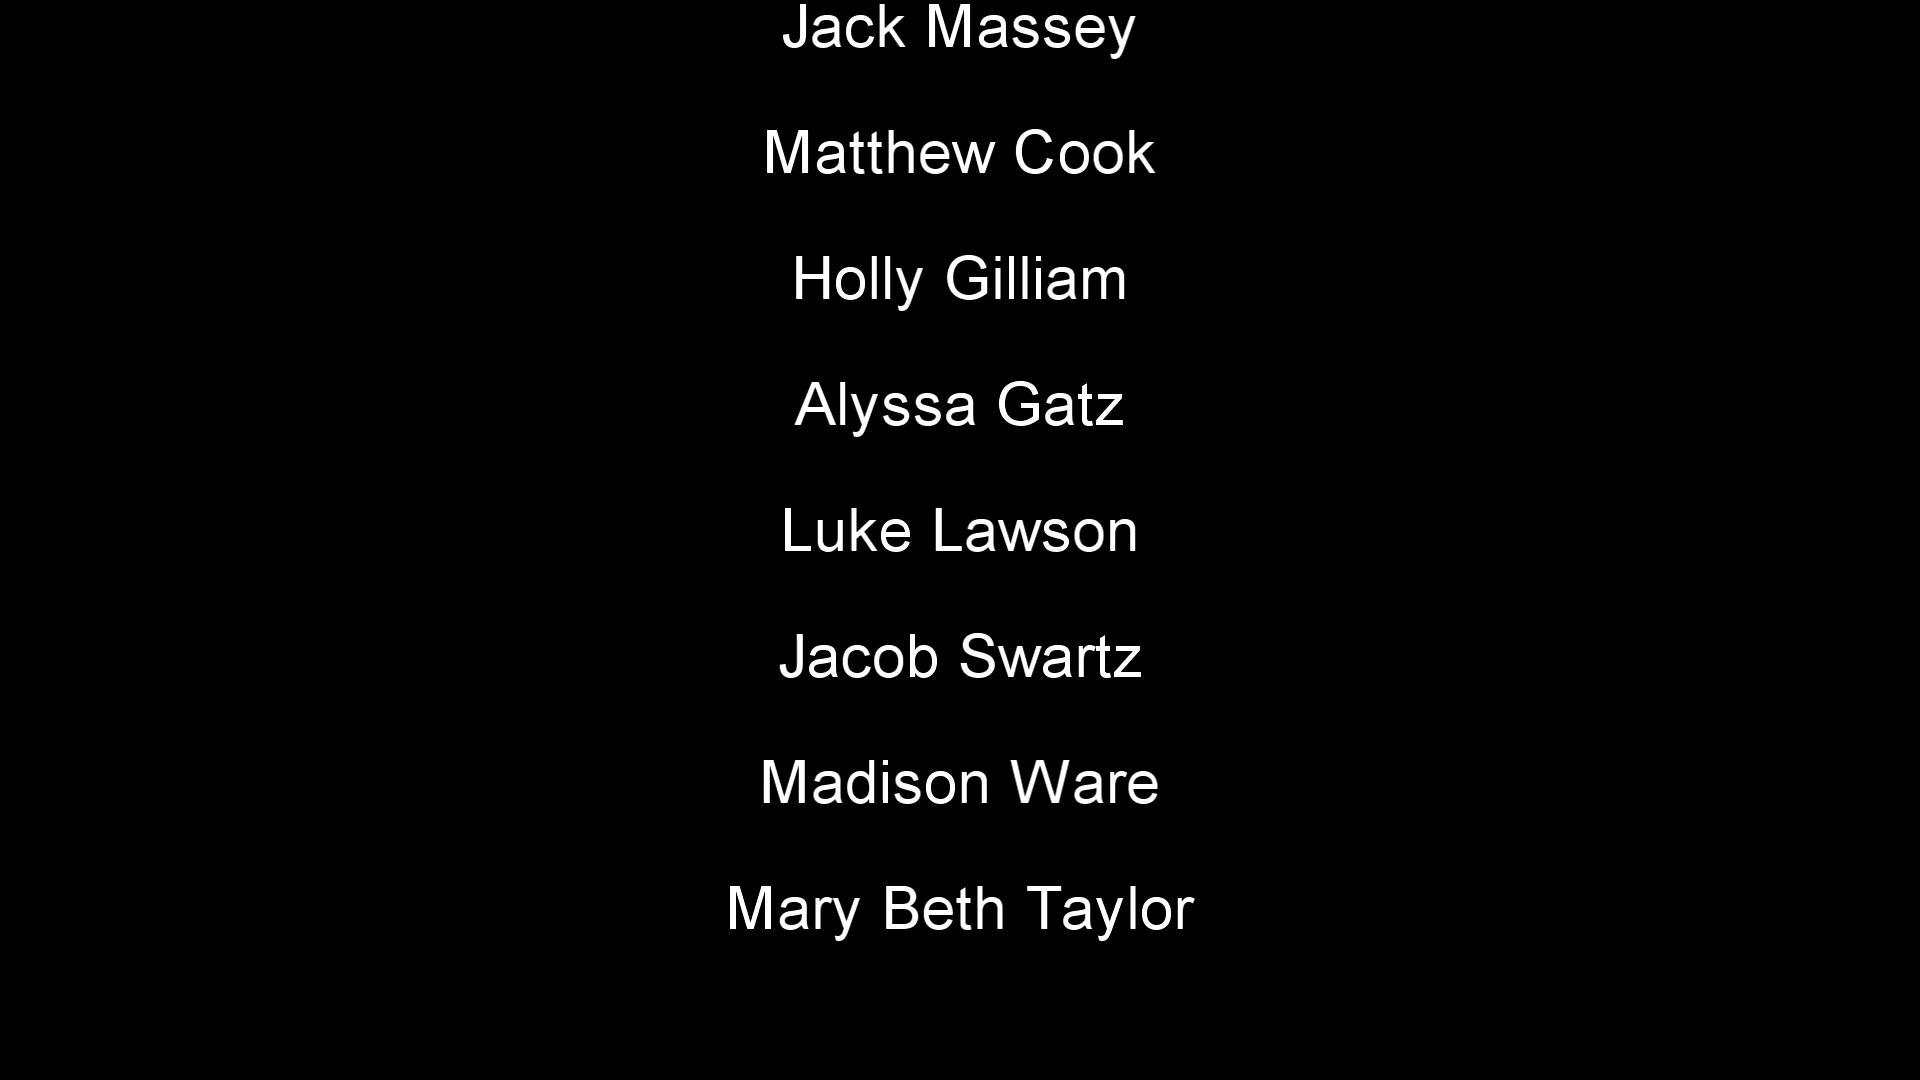 Jack Massey
Matthew Cook
Holly Gilliam
Alyssa Gatz
Luke Lawson
Jacob Swartz
Madison Ware
Mary Beth Taylor